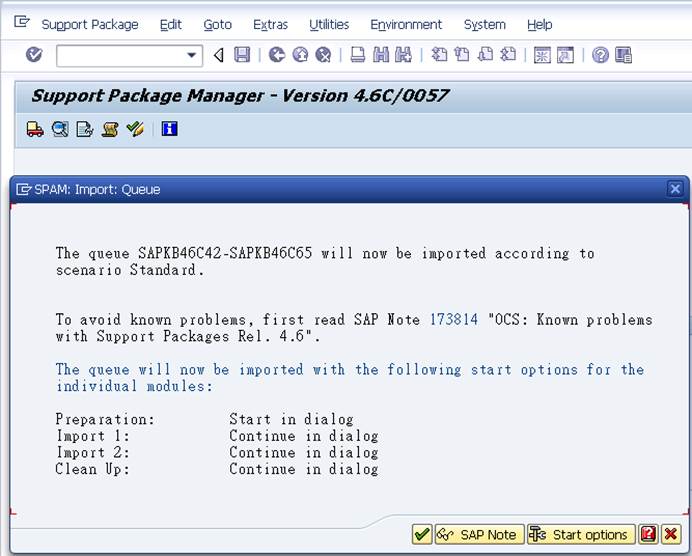 Support Package Edit Goto Extras Utilities Environment System Help
Support Package Manager - Version 4.6C/0057
SPAM: Import: Queue
The queue SAPKB46C42-SAPKB46C65 will now be imported according to
scenario Standard.
To avoid known problems, first read SAP Note 173814 "OCS: Known problems
with Support Packages Rel. 4.6".
The queue will now be imported with the following start options for the
individual modules:
Preparation: Start in dialog
Import 1: Continue in dialog
Import 2: Continue in dialog
Clean Up: Continue in dialog
SAP Note Start options